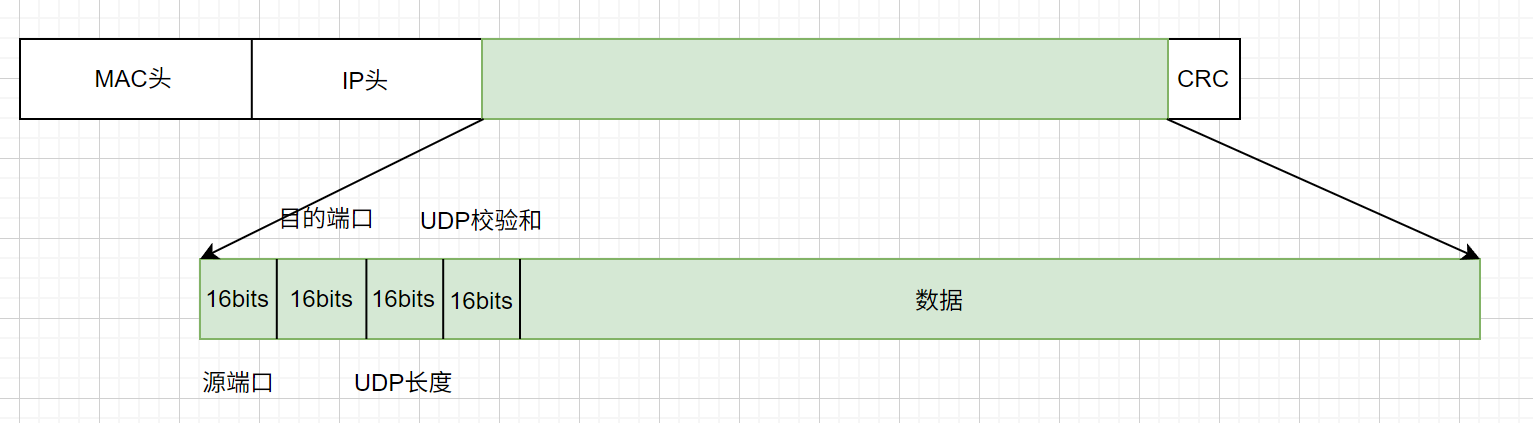 MAC头
IP头
CRC
目的端口
UDP校验和
16bits
16bits
16bits
16bits
数据
源端口
UDP长度